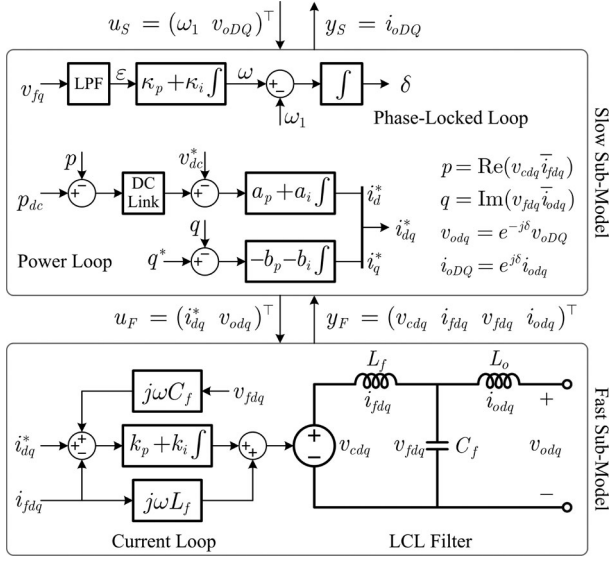 u_S = (ω_1 v_oDQ)^⊤ y_S = i_oDQ
v_fq LPF ε κ_p+κ_i∫ ω + − ∫ δ
ω_1
Phase-Locked Loop
p v*_dc
p_dc + − DC Link + − a_p+a_i∫ i*_d
i*_dq
q
q* + − −b_p−b_i∫ i*_q
Power Loop
p = Re(v_cdq i̅_fdq)
q = Im(v_fdq i̅_odq)
v_odq = e^{−jδ}v_oDQ
i_oDQ = e^{jδ}i_odq
Slow Sub-Model
u_F = (i*_dq v_odq)^⊤ y_F = (v_cdq i_fdq v_fdq i_odq)^⊤
jωC_f v_fdq
i*_dq + + − k_p+k_i∫ + +
i_fdq jωL_f
Current Loop
L_f L_o
i_fdq i_odq +
+ − v_cdq v_fdq C_f v_odq
−
LCL Filter
Fast Sub-Model